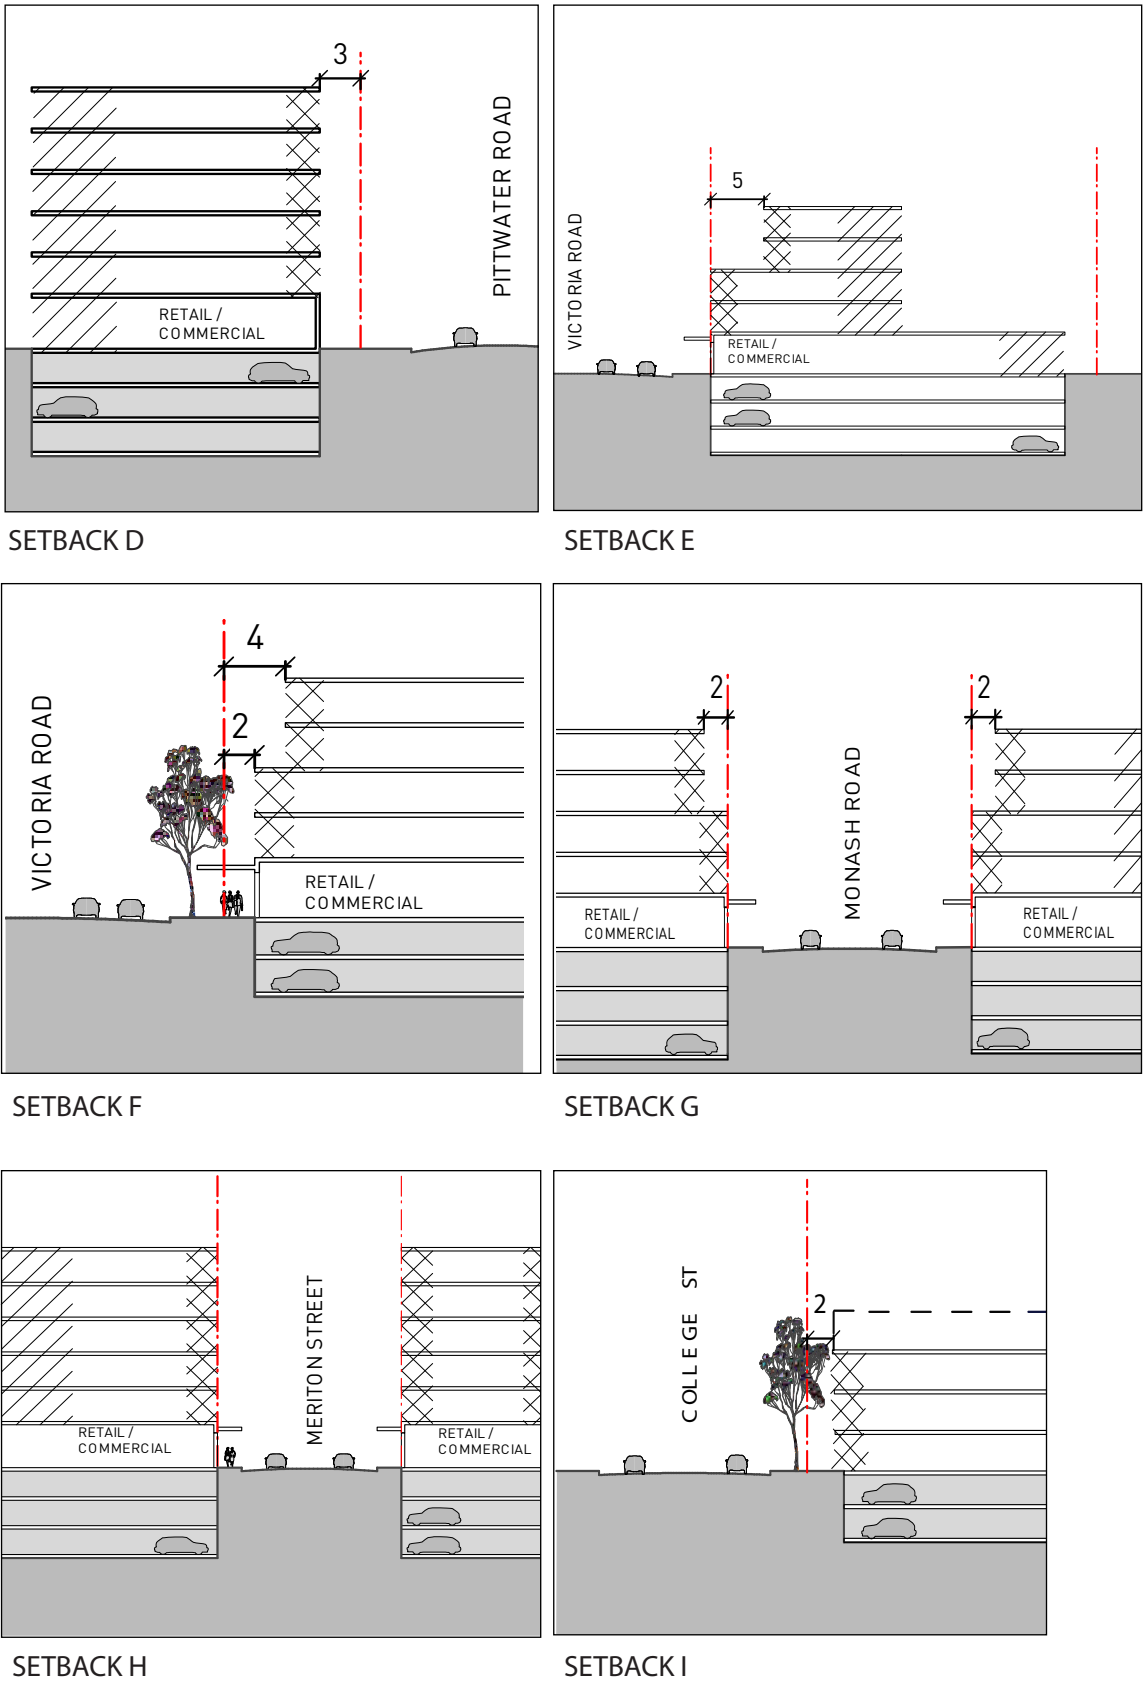 3
PITTWATER ROAD
RETAIL /
COMMERCIAL
SETBACK D
5
VICTORIA ROAD
RETAIL /
COMMERCIAL
SETBACK E
4
2
VICTORIA ROAD
RETAIL /
COMMERCIAL
SETBACK F
2
2
MONASH ROAD
RETAIL /
COMMERCIAL
RETAIL /
COMMERCIAL
SETBACK G
MERITON STREET
RETAIL /
COMMERCIAL
RETAIL /
COMMERCIAL
SETBACK H
COLLEGE ST
2
SETBACK I